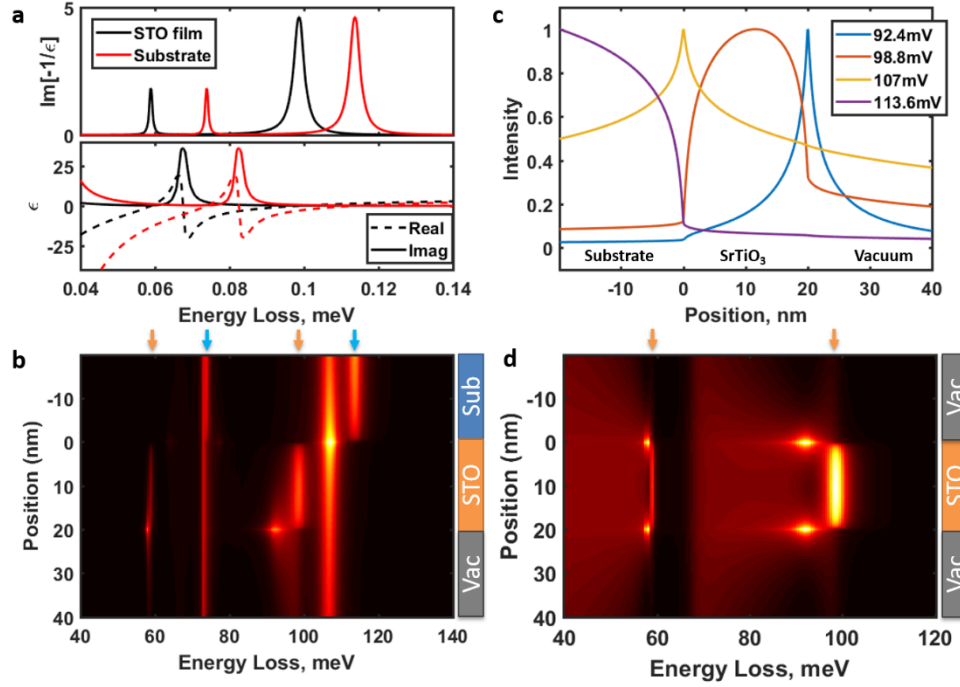 a
5
0
Im[-1/ϵ]
STO film
Substrate
25
0
-25
ϵ
Real
Imag
0.04 0.06 0.08 0.1 0.12 0.14
Energy Loss, meV
c
1
0.8
0.6
0.4
0.2
0
Intensity
92.4mV
98.8mV
107mV
113.6mV
Substrate SrTiO3 Vacuum
-10 0 10 20 30 40
Position, nm
b
-10
0
10
20
30
40
Position (nm)
Sub
STO
Vac
40 60 80 100 120 140
Energy Loss, meV
d
-10
0
10
20
30
40
Position (nm)
Vac
STO
Vac
40 60 80 100 120
Energy Loss, meV